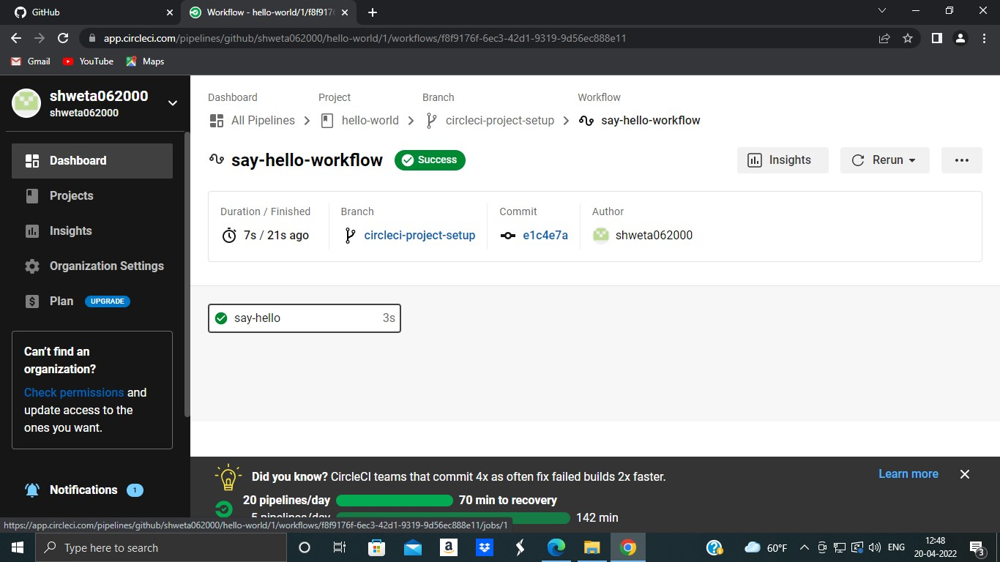 GitHub
Workflow - hello-world/1/f8f917
app.circleci.com/pipelines/github/shweta062000/hello-world/1/workflows/f8f9176f-6ec3-42d1-9319-9d56ec888e11
Gmail YouTube Maps
shweta062000
shweta062000
Dashboard
Projects
Insights
Organization Settings
Plan UPGRADE
Can't find an
organization?
Check permissions and
update access to the
ones you want.
Notifications 1
Dashboard Project Branch Workflow
All Pipelines hello-world circleci-project-setup say-hello-workflow
say-hello-workflow Success Insights Rerun
Duration / Finished Branch Commit Author
7s / 21s ago circleci-project-setup e1c4e7a shweta062000
say-hello 3s
Did you know? CircleCI teams that commit 4x as often fix failed builds 2x faster. Learn more
20 pipelines/day 70 min to recovery
5 pipelines/day 142 min
https://app.circleci.com/pipelines/github/shweta062000/hello-world/1/workflows/f8f9176f-6ec3-42d1-9319-9d56ec888e11/jobs/1
Type here to search
60°F ENG 12:48
20-04-2022 3